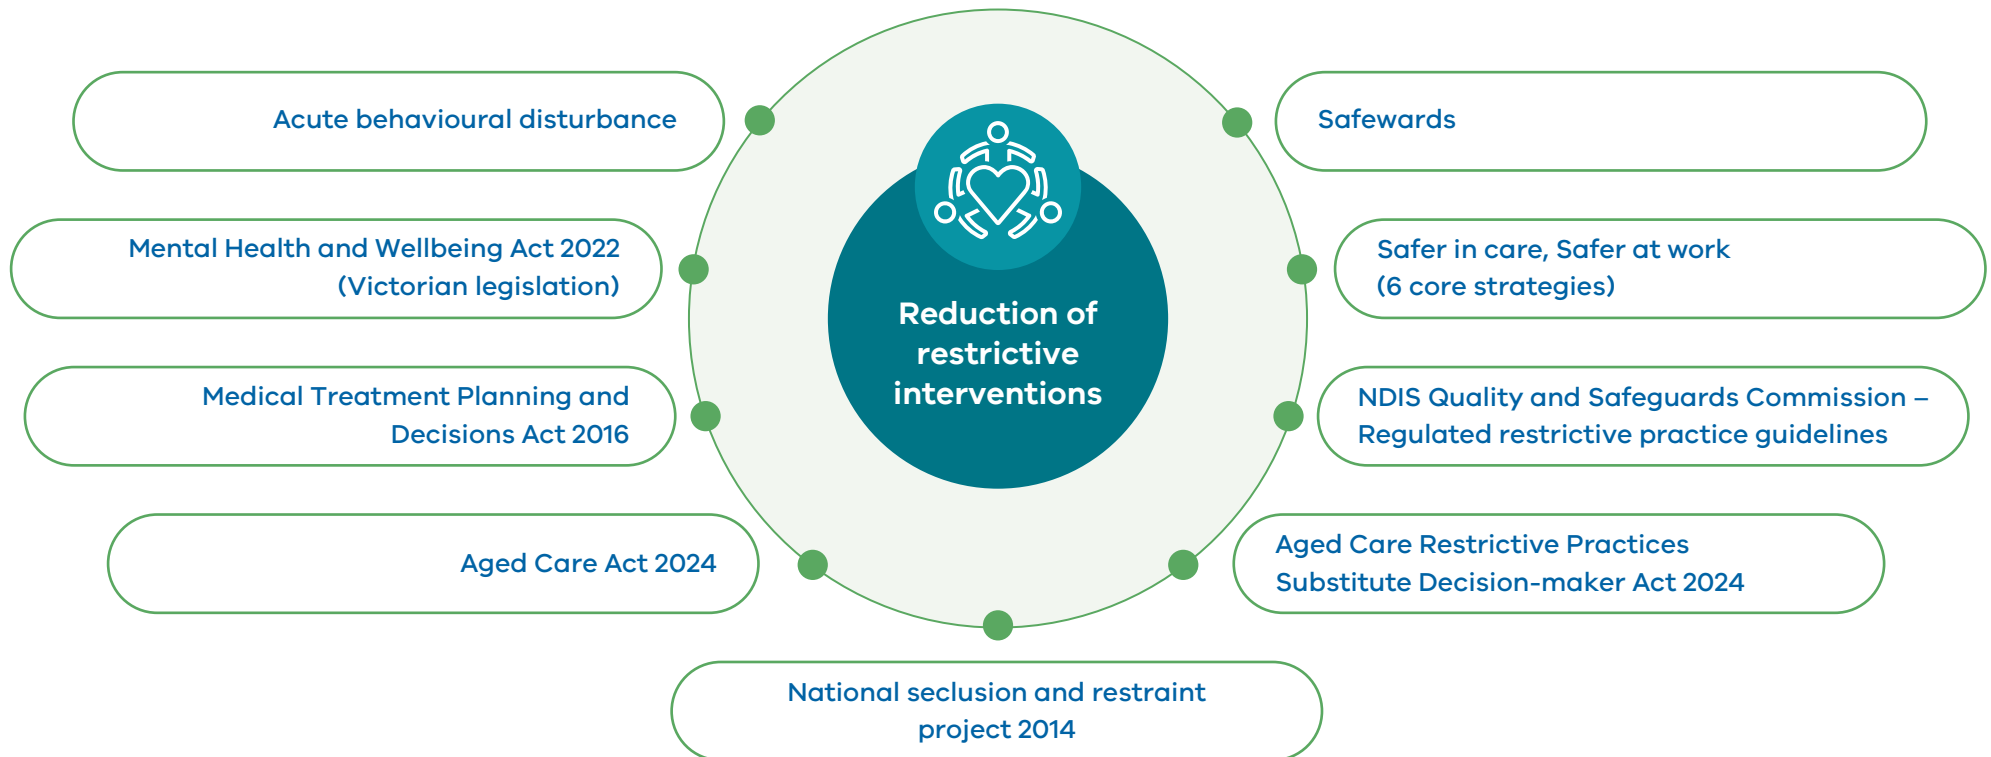 Acute behavioural disturbance
Mental Health and Wellbeing Act 2022
(Victorian legislation)
Medical Treatment Planning and
Decisions Act 2016
Aged Care Act 2024
Reduction of
restrictive
interventions
Safewards
Safer in care, Safer at work
(6 core strategies)
NDIS Quality and Safeguards Commission –
Regulated restrictive practice guidelines
Aged Care Restrictive Practices
Substitute Decision-maker Act 2024
National seclusion and restraint
project 2014